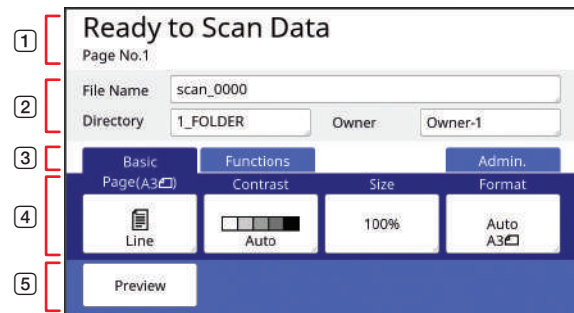 1
Ready to Scan Data
Page No.1
2
File Name scan_0000
Directory 1_FOLDER Owner Owner-1
3
Basic Functions Admin.
4
Page(A3) Contrast Size Format
Line Auto 100% Auto
A3
5
Preview